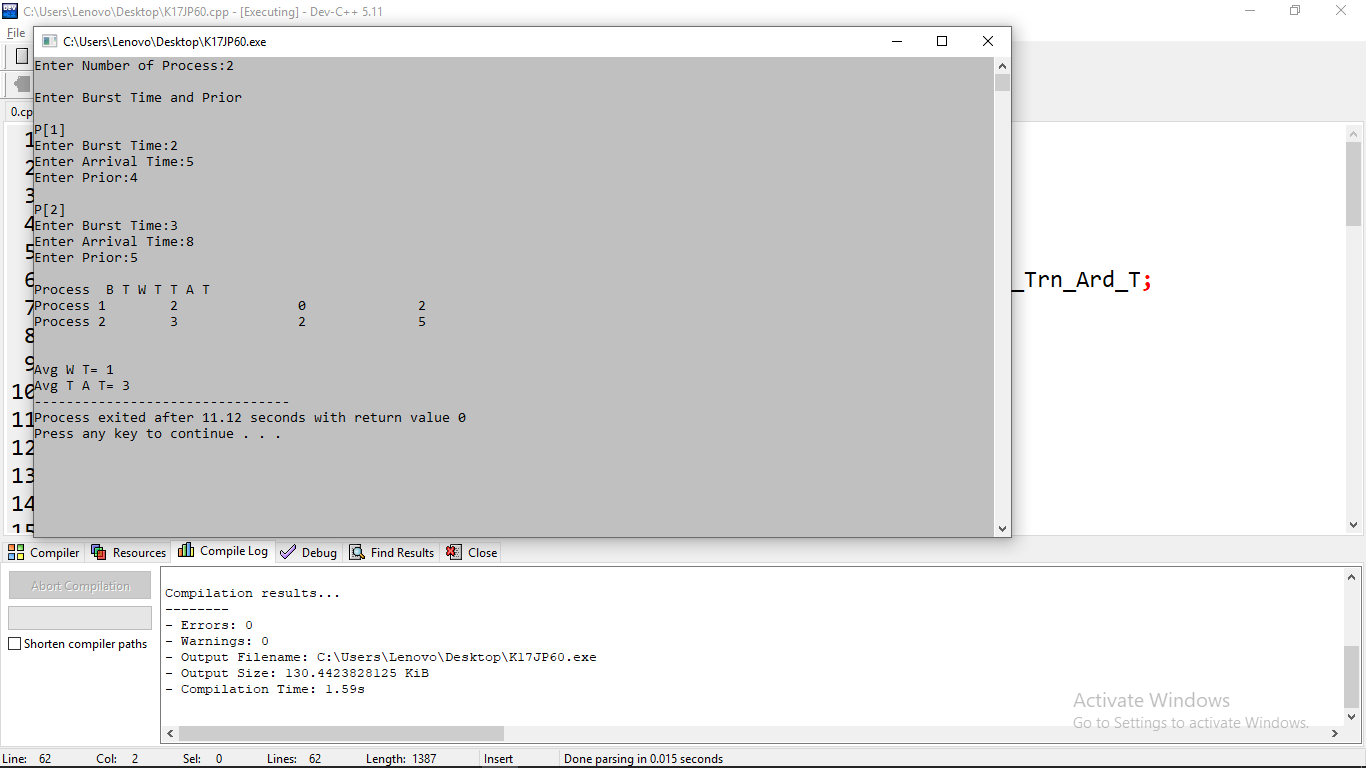 C:\Users\Lenovo\Desktop\K17JP60.cpp - [Executing] - Dev-C++ 5.11
File
C:\Users\Lenovo\Desktop\K17JP60.exe
Enter Number of Process:2
Enter Burst Time and Prior
0.cp
P[1]
Enter Burst Time:2
Enter Arrival Time:5
Enter Prior:4
P[2]
Enter Burst Time:3
Enter Arrival Time:8
Enter Prior:5
Process  B T W T T A T
Process 1        2               0              2
Process 2        3               2              5
Avg W T= 1
Avg T A T= 3
--------------------------------
Process exited after 11.12 seconds with return value 0
Press any key to continue . . .
1
2
3
4
5
6
7
8
9
10
11
12
13
14
15
_Trn_Ard_T;
Compiler Resources Compile Log Debug Find Results Close
Abort Compilation
Shorten compiler paths
Compilation results...
--------
- Errors: 0
- Warnings: 0
- Output Filename: C:\Users\Lenovo\Desktop\K17JP60.exe
- Output Size: 130.4423828125 KiB
- Compilation Time: 1.59s
Activate Windows
Go to Settings to activate Windows.
Line: 62 Col: 2 Sel: 0 Lines: 62 Length: 1387 Insert Done parsing in 0.015 seconds